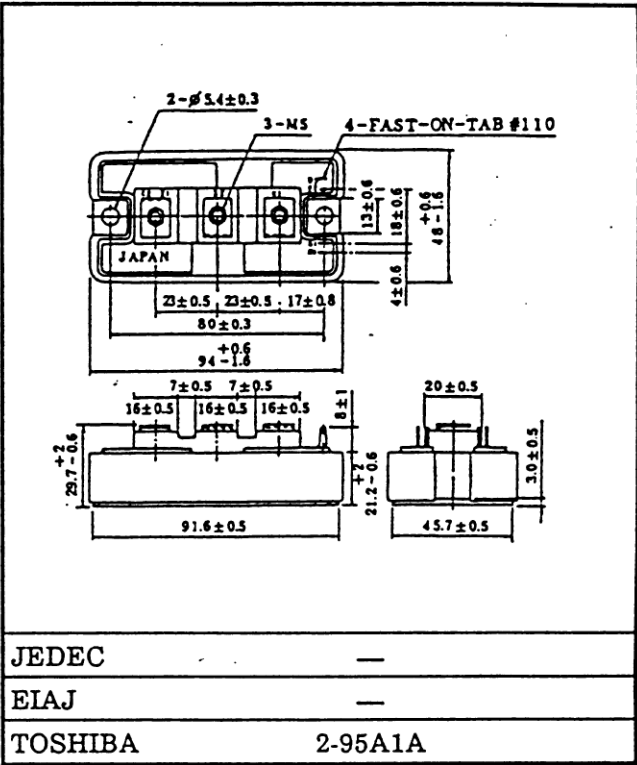 2-ø5.4±0.3
3-M5
4-FAST-ON-TAB #110
JAPAN
13±0.6
18±0.6
48 +0.6 -1.6
4±0.6
23±0.5 23±0.5 17±0.8
80±0.3
94 +0.6 -1.6
7±0.5 7±0.5
16±0.5 16±0.5 16±0.5
8±1
29.7 +2 -0.6
21.2 +2 -0.6
91.6±0.5
20±0.5
3.0±0.5
45.7±0.5
JEDEC —
EIAJ —
TOSHIBA 2-95A1A